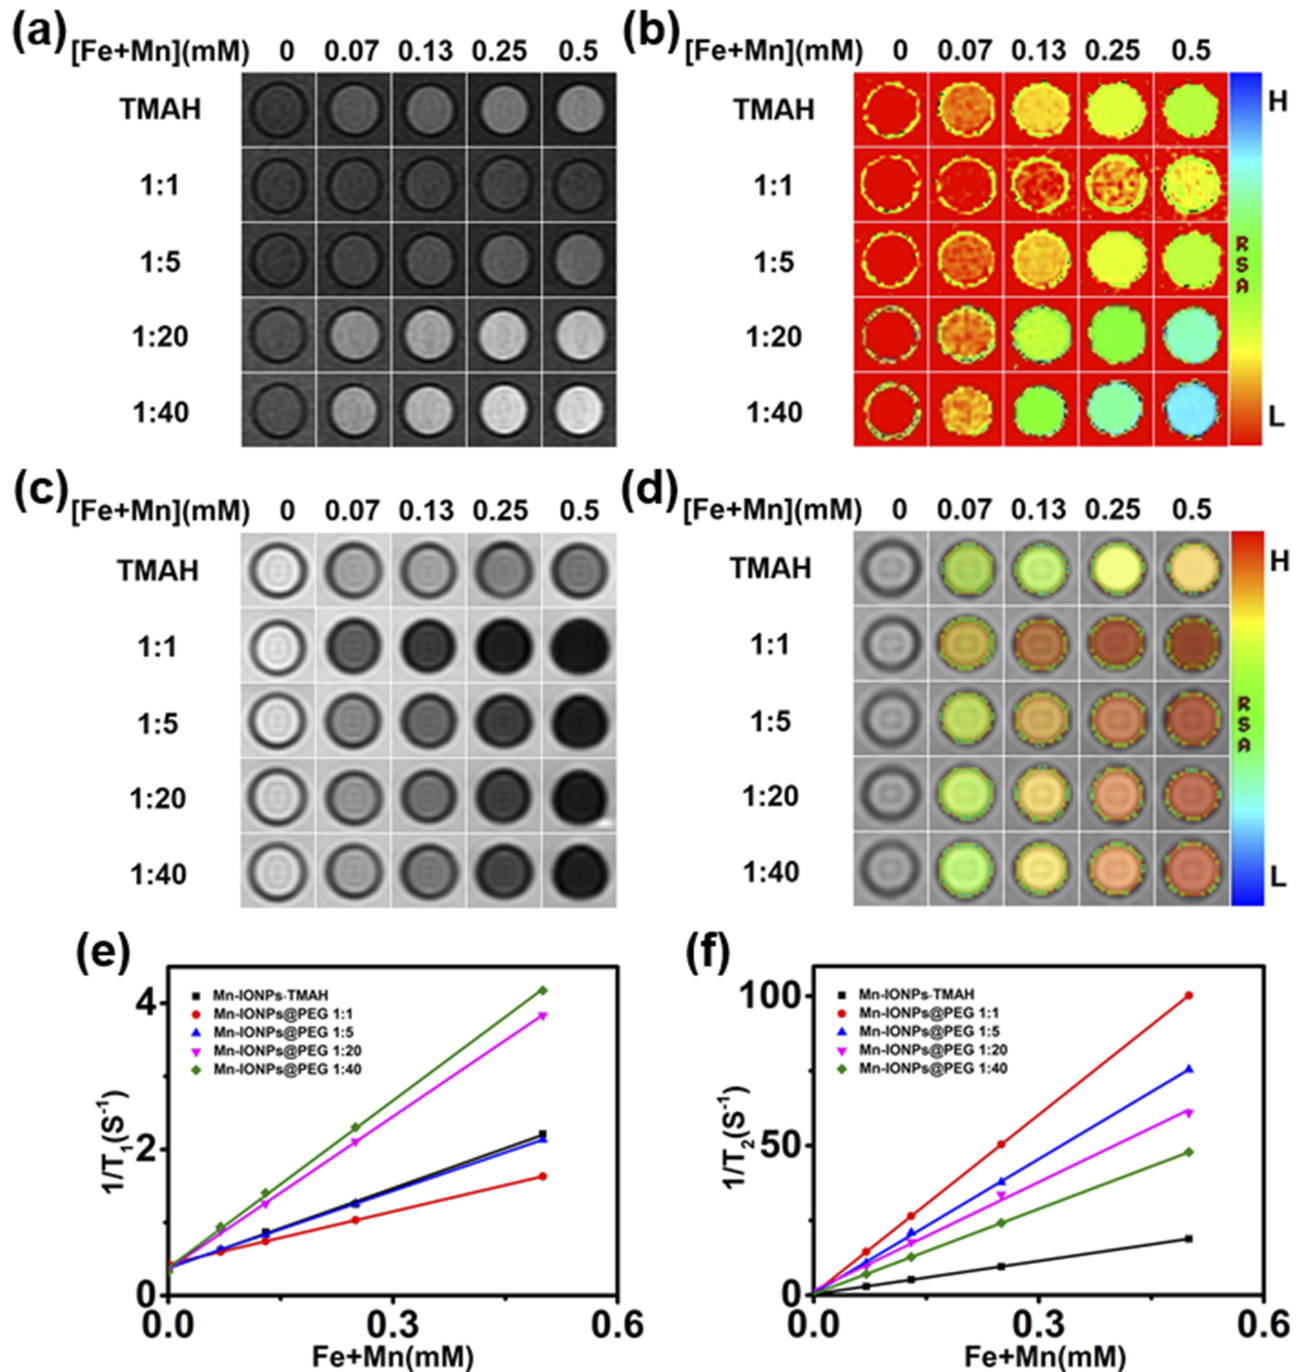 (a)
[Fe+Mn](mM) 0 0.07 0.13 0.25 0.5
TMAH
1:1
1:5
1:20
1:40
(b)
[Fe+Mn](mM) 0 0.07 0.13 0.25 0.5
TMAH
1:1
1:5
1:20
1:40
H
RSA
L
(c)
[Fe+Mn](mM) 0 0.07 0.13 0.25 0.5
TMAH
1:1
1:5
1:20
1:40
(d)
[Fe+Mn](mM) 0 0.07 0.13 0.25 0.5
TMAH
1:1
1:5
1:20
1:40
H
RSA
L
(e)
Mn-IONPs-TMAH
Mn-IONPs@PEG 1:1
Mn-IONPs@PEG 1:5
Mn-IONPs@PEG 1:20
Mn-IONPs@PEG 1:40
1/T₁(S⁻¹)
4
2
0
0.0 0.3 0.6
Fe+Mn(mM)
(f)
Mn-IONPs-TMAH
Mn-IONPs@PEG 1:1
Mn-IONPs@PEG 1:5
Mn-IONPs@PEG 1:20
Mn-IONPs@PEG 1:40
1/T₂(S⁻¹)
100
50
0
0.0 0.3 0.6
Fe+Mn(mM)